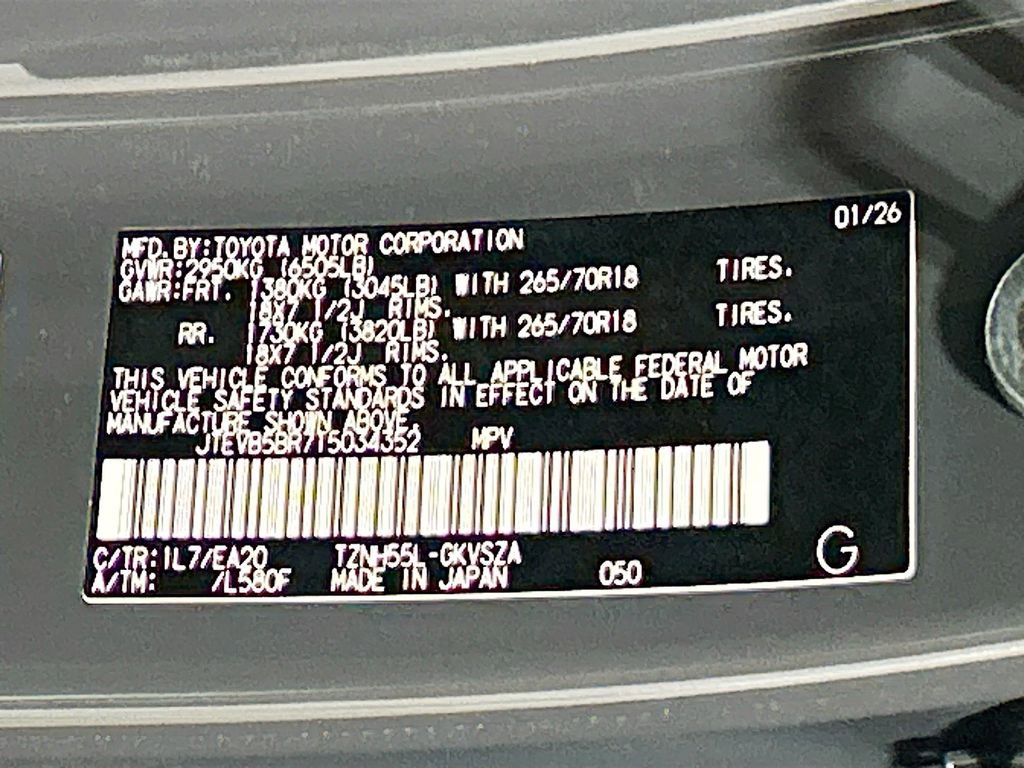 01/26
MFD. BY:TOYOTA MOTOR CORPORATION
GVWR:2950KG (6505LB)
GAWR:FRT. 1380KG (3045LB) WITH 265/70R18 TIRES.
18X7 1/2J RIMS.
RR. 1730KG (3820LB) WITH 265/70R18 TIRES.
18X7 1/2J RIMS.
THIS VEHICLE CONFORMS TO ALL APPLICABLE FEDERAL MOTOR
VEHICLE SAFETY STANDARDS IN EFFECT ON THE DATE OF
MANUFACTURE SHOWN ABOVE.
JTEVB5BR7T5034352 MPV
C/TR:1L7/EA20 TZNH55L-GKVSZA
A/TM: /L580F MADE IN JAPAN 050 G